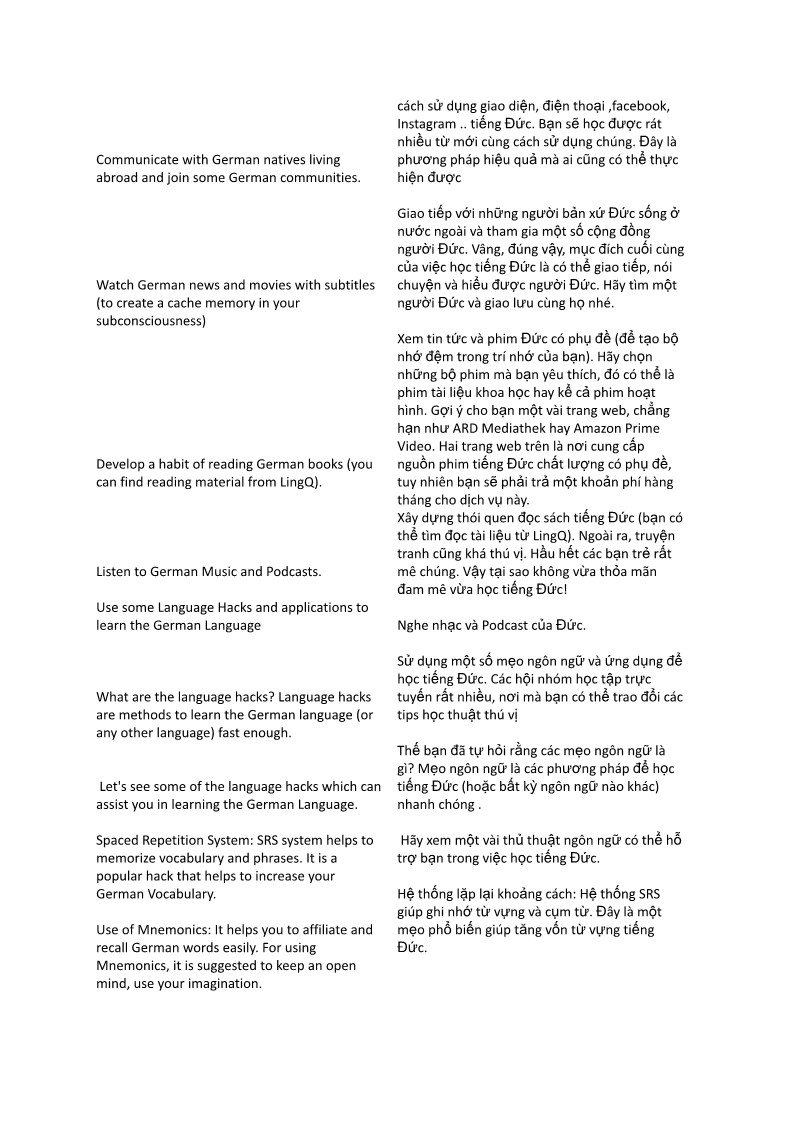 Communicate with German natives living
abroad and join some German communities.
Watch German news and movies with subtitles
(to create a cache memory in your
subconsciousness)
Develop a habit of reading German books (you
can find reading material from LingQ).
Listen to German Music and Podcasts.
Use some Language Hacks and applications to
learn the German Language
What are the language hacks? Language hacks
are methods to learn the German language (or
any other language) fast enough.
Let's see some of the language hacks which can
assist you in learning the German Language.
Spaced Repetition System: SRS system helps to
memorize vocabulary and phrases. It is a
popular hack that helps to increase your
German Vocabulary.
Use of Mnemonics: It helps you to affiliate and
recall German words easily. For using
Mnemonics, it is suggested to keep an open
mind, use your imagination.
cách sử dụng giao diện, điện thoại ,facebook,
Instagram .. tiếng Đức. Bạn sẽ học được rát
nhiều từ mới cùng cách sử dụng chúng. Đây là
phương pháp hiệu quả mà ai cũng có thể thực
hiện được
Giao tiếp với những người bản xứ Đức sống ở
nước ngoài và tham gia một số cộng đồng
người Đức. Vâng, đúng vậy, mục đích cuối cùng
của việc học tiếng Đức là có thể giao tiếp, nói
chuyện và hiểu được người Đức. Hãy tìm một
người Đức và giao lưu cùng họ nhé.
Xem tin tức và phim Đức có phụ đề (để tạo bộ
nhớ đệm trong trí nhớ của bạn). Hãy chọn
những bộ phim mà bạn yêu thích, đó có thể là
phim tài liệu khoa học hay kể cả phim hoạt
hình. Gợi ý cho bạn một vài trang web, chẳng
hạn như ARD Mediathek hay Amazon Prime
Video. Hai trang web trên là nơi cung cấp
nguồn phim tiếng Đức chất lượng có phụ đề,
tuy nhiên bạn sẽ phải trả một khoản phí hàng
tháng cho dịch vụ này.
Xây dựng thói quen đọc sách tiếng Đức (bạn có
thể tìm đọc tài liệu từ LingQ). Ngoài ra, truyện
tranh cũng khá thú vị. Hầu hết các bạn trẻ rất
mê chúng. Vậy tại sao không vừa thỏa mãn
đam mê vừa học tiếng Đức!
Nghe nhạc và Podcast của Đức.
Sử dụng một số mẹo ngôn ngữ và ứng dụng để
học tiếng Đức. Các hội nhóm học tập trực
tuyến rất nhiều, nơi mà bạn có thể trao đổi các
tips học thuật thú vị
Thế bạn đã tự hỏi rằng các mẹo ngôn ngữ là
gì? Mẹo ngôn ngữ là các phương pháp để học
tiếng Đức (hoặc bất kỳ ngôn ngữ nào khác)
nhanh chóng .
Hãy xem một vài thủ thuật ngôn ngữ có thể hỗ
trợ bạn trong việc học tiếng Đức.
Hệ thống lặp lại khoảng cách: Hệ thống SRS
giúp ghi nhớ từ vựng và cụm từ. Đây là một
mẹo phổ biến giúp tăng vốn từ vựng tiếng
Đức.